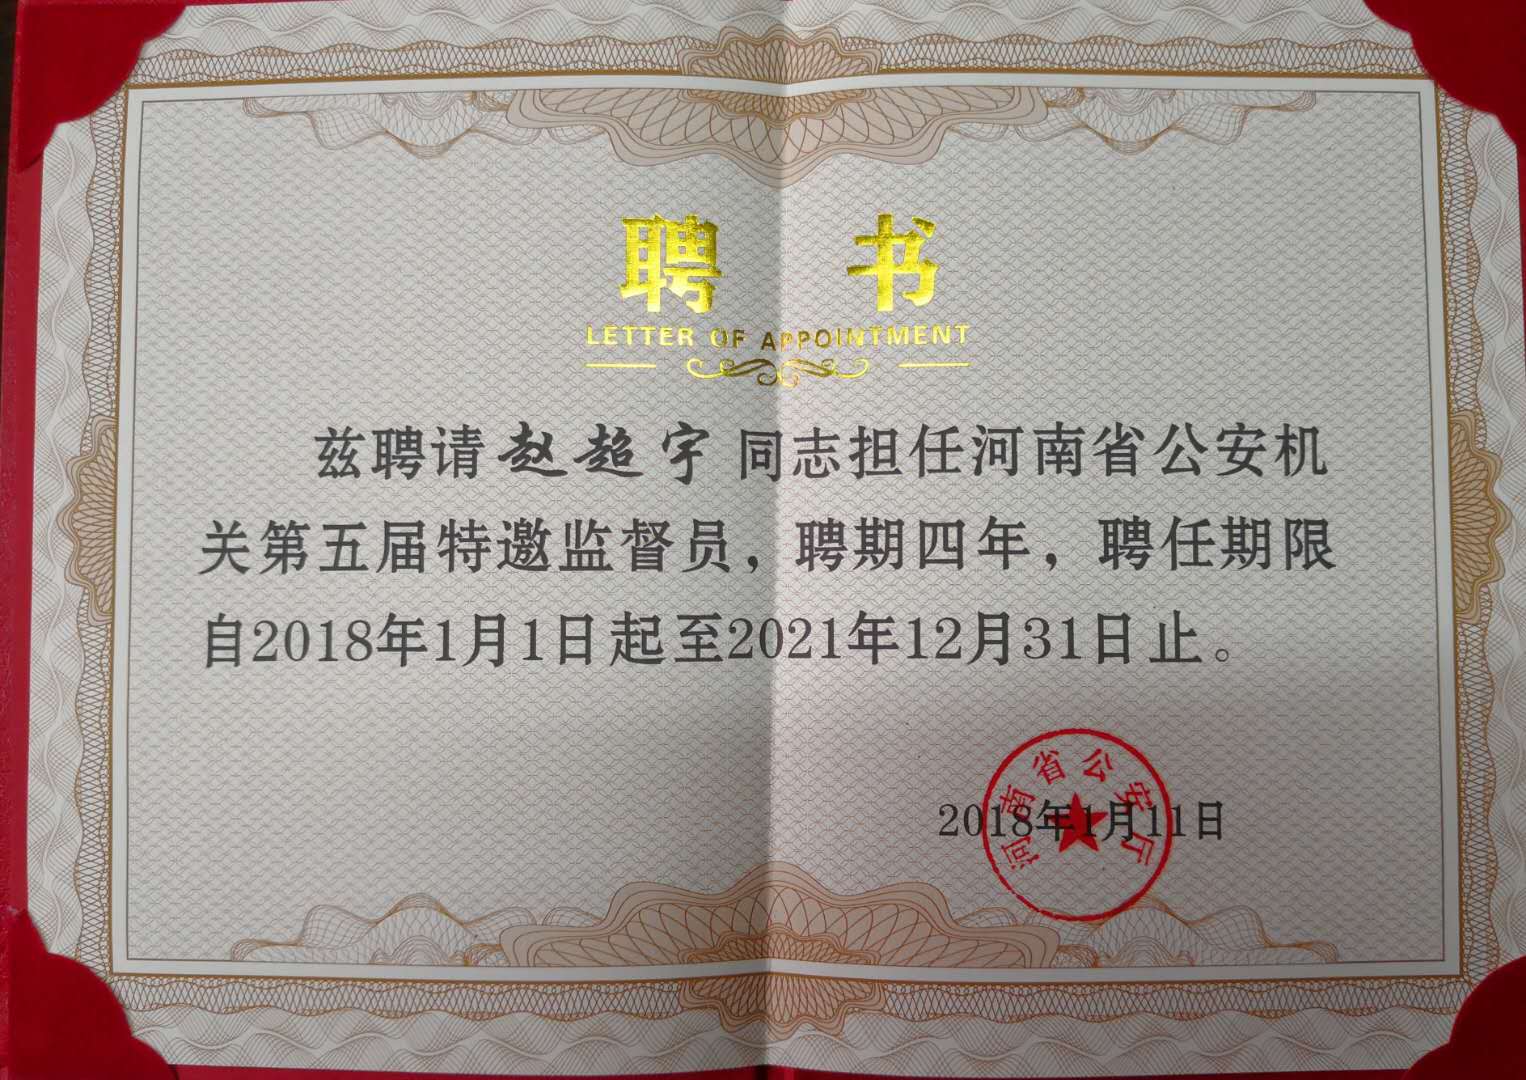 聘书
LETTER OF APPOINTMENT
兹聘请赵超宇同志担任河南省公安机
关第五届特邀监督员，聘期四年，聘任期限
自2018年1月1日起至2021年12月31日止。
河南省公安厅
2018年1月11日